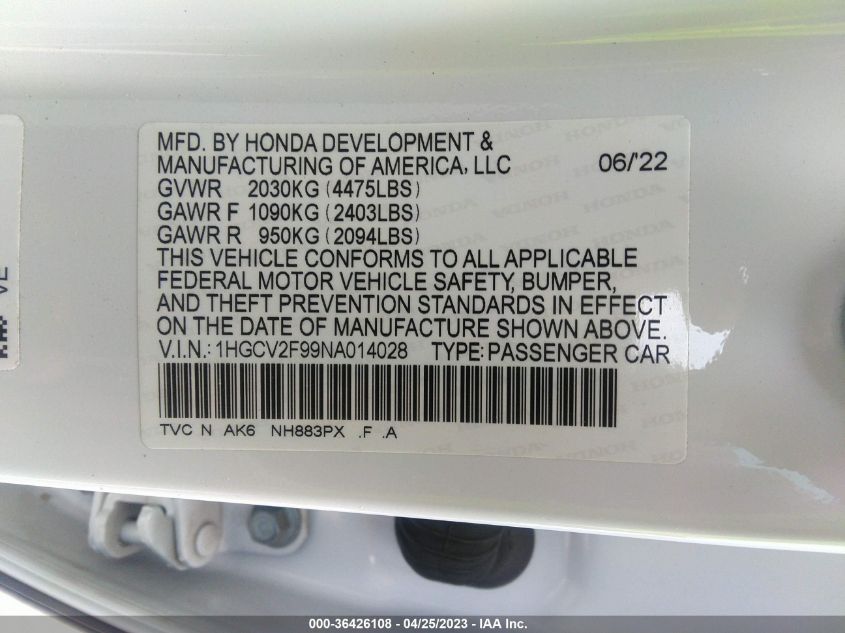 MFD. BY HONDA DEVELOPMENT &
MANUFACTURING OF AMERICA, LLC 06/'22
GVWR 2030KG (4475LBS)
GAWR F 1090KG (2403LBS)
GAWR R 950KG (2094LBS)
THIS VEHICLE CONFORMS TO ALL APPLICABLE
FEDERAL MOTOR VEHICLE SAFETY, BUMPER,
AND THEFT PREVENTION STANDARDS IN EFFECT
ON THE DATE OF MANUFACTURE SHOWN ABOVE.
V.I.N.: 1HGCV2F99NA014028 TYPE: PASSENGER CAR
TVC N AK6 NH883PX .F .A
VE
000-36426108 - 04/25/2023 - IAA Inc.